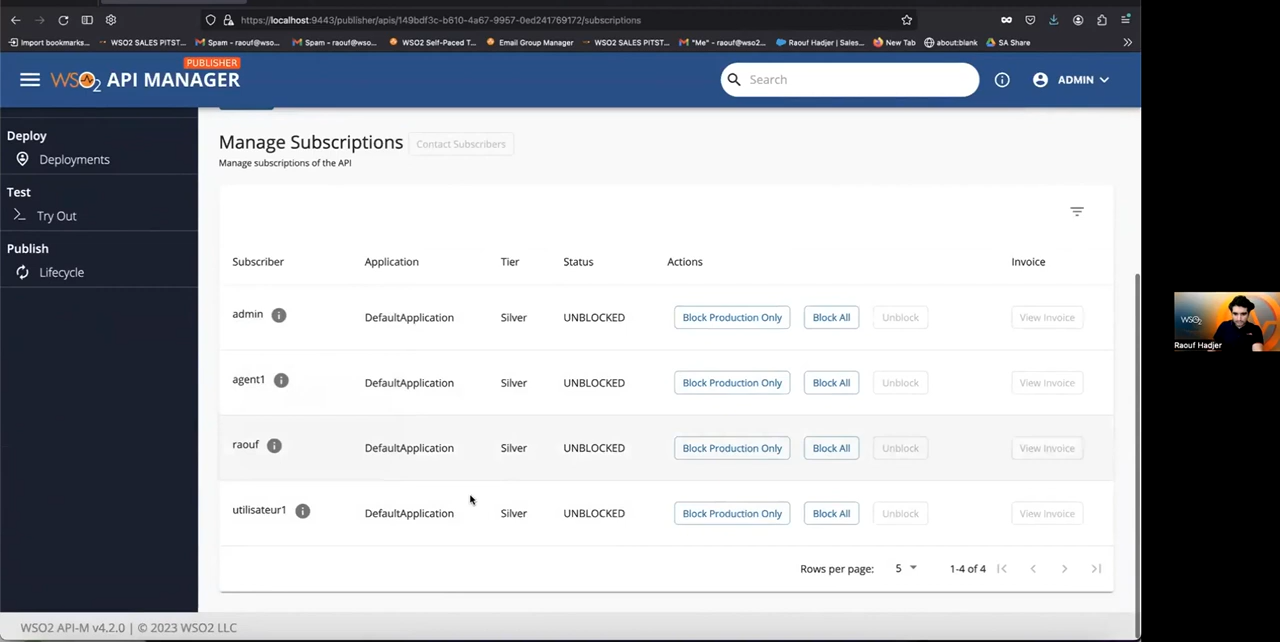 https://localhost:9443/publisher/apis/149bdf3c-b610-4a67-9957-0ed241769172/subscriptions
Import bookmarks...
WSO2 SALES PITST...
Spam - raouf@wso...
Spam - raouf@wso...
WSO2 Self-Paced T...
Email Group Manager
WSO2 SALES PITST...
"Me" - raouf@wso2...
Raouf Hadjer | Sales...
New Tab
about:blank
SA Share
WSO2 API MANAGER
PUBLISHER
Search
ADMIN
Deploy
Deployments
Test
Try Out
Publish
Lifecycle
Manage Subscriptions
Contact Subscribers
Manage subscriptions of the API
Subscriber Application Tier Status Actions Invoice
admin DefaultApplication Silver UNBLOCKED Block Production Only Block All Unblock View Invoice
agent1 DefaultApplication Silver UNBLOCKED Block Production Only Block All Unblock View Invoice
raouf DefaultApplication Silver UNBLOCKED Block Production Only Block All Unblock View Invoice
utilisateur1 DefaultApplication Silver UNBLOCKED Block Production Only Block All Unblock View Invoice
Rows per page: 5 1-4 of 4
WSO2 API-M v4.2.0 | © 2023 WSO2 LLC
WSO2
Raouf Hadjer